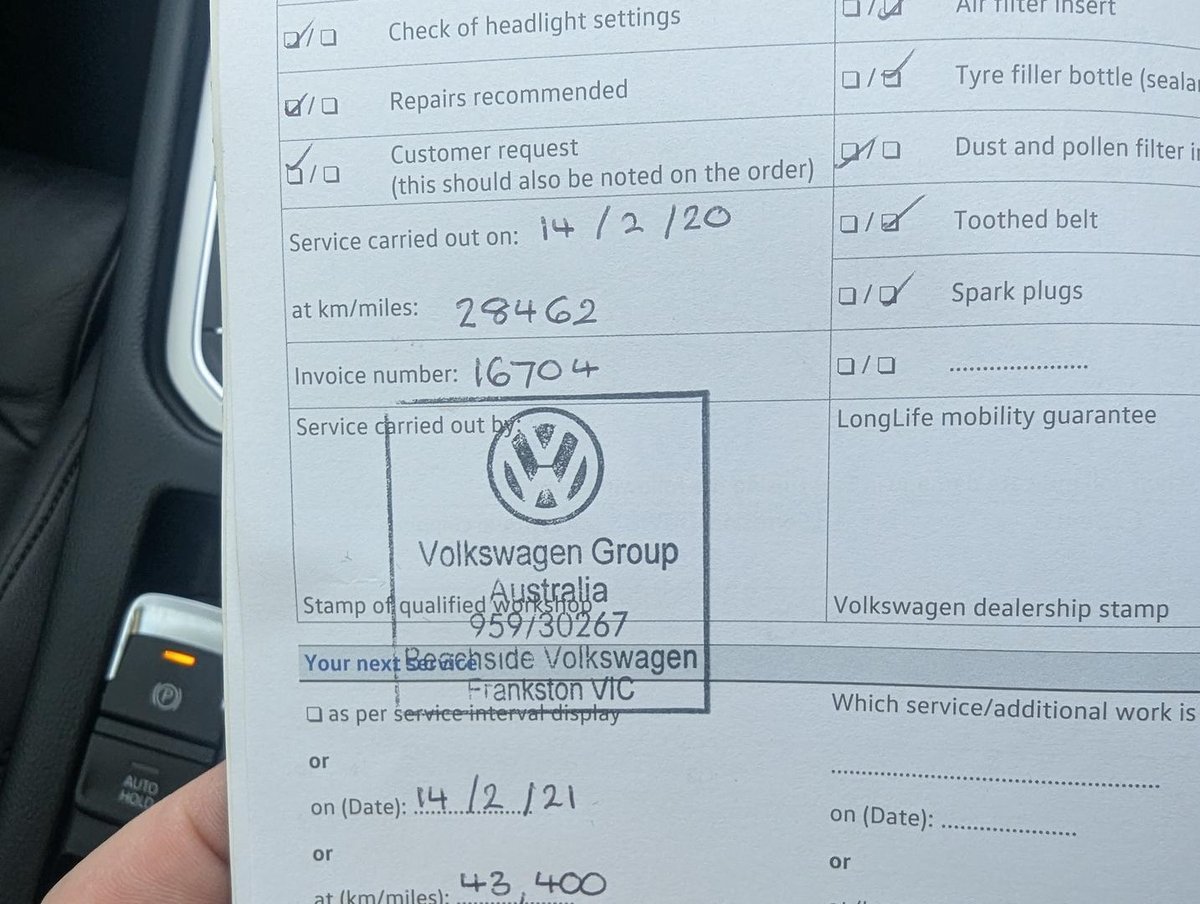 Check of headlight settings
Repairs recommended
Customer request
(this should also be noted on the order)
Service carried out on: 14/2/20
at km/miles: 28462
Invoice number: 16704
Service carried out by:
Volkswagen Group
Australia
Stamp of qualified workshop
959/30267
Your next service
Beachside Volkswagen
Frankston VIC
as per service interval display
or
on (Date): 14/2/21
or
at (km/miles): 43,400
Air filter insert
Tyre filler bottle
Dust and pollen filter
Toothed belt
Spark plugs
LongLife mobility guarantee
Volkswagen dealership stamp
Which service/additional work is
on (Date):
or
P
AUTO
HOLD